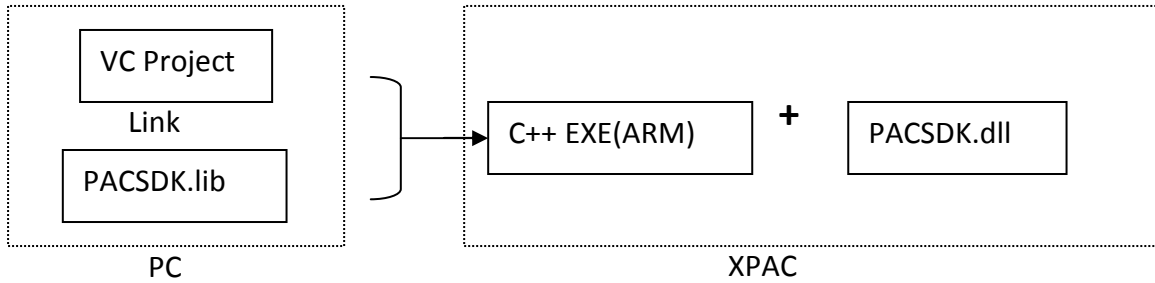 VC Project
Link
PACSDK.lib
PC
C++ EXE(ARM)
+
PACSDK.dll
XPAC